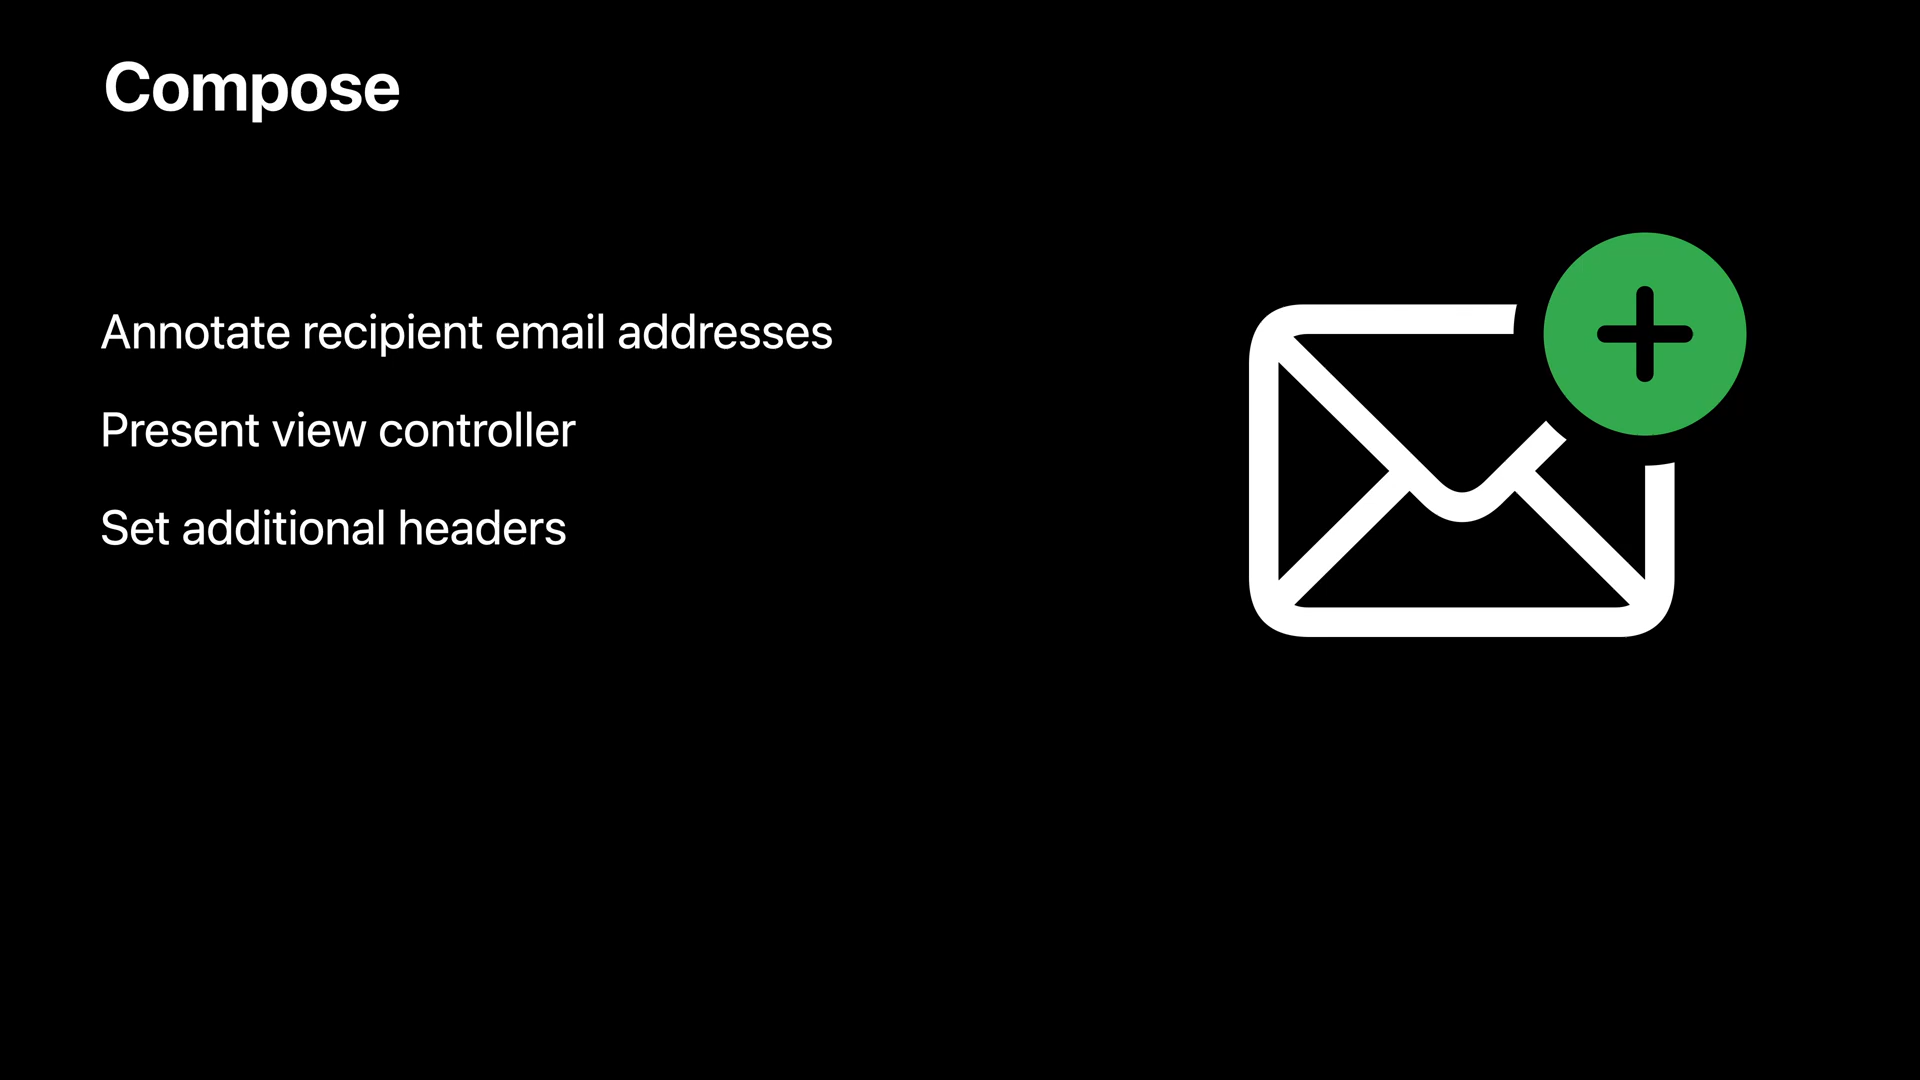 Compose
Annotate recipient email addresses
Present view controller
Set additional headers